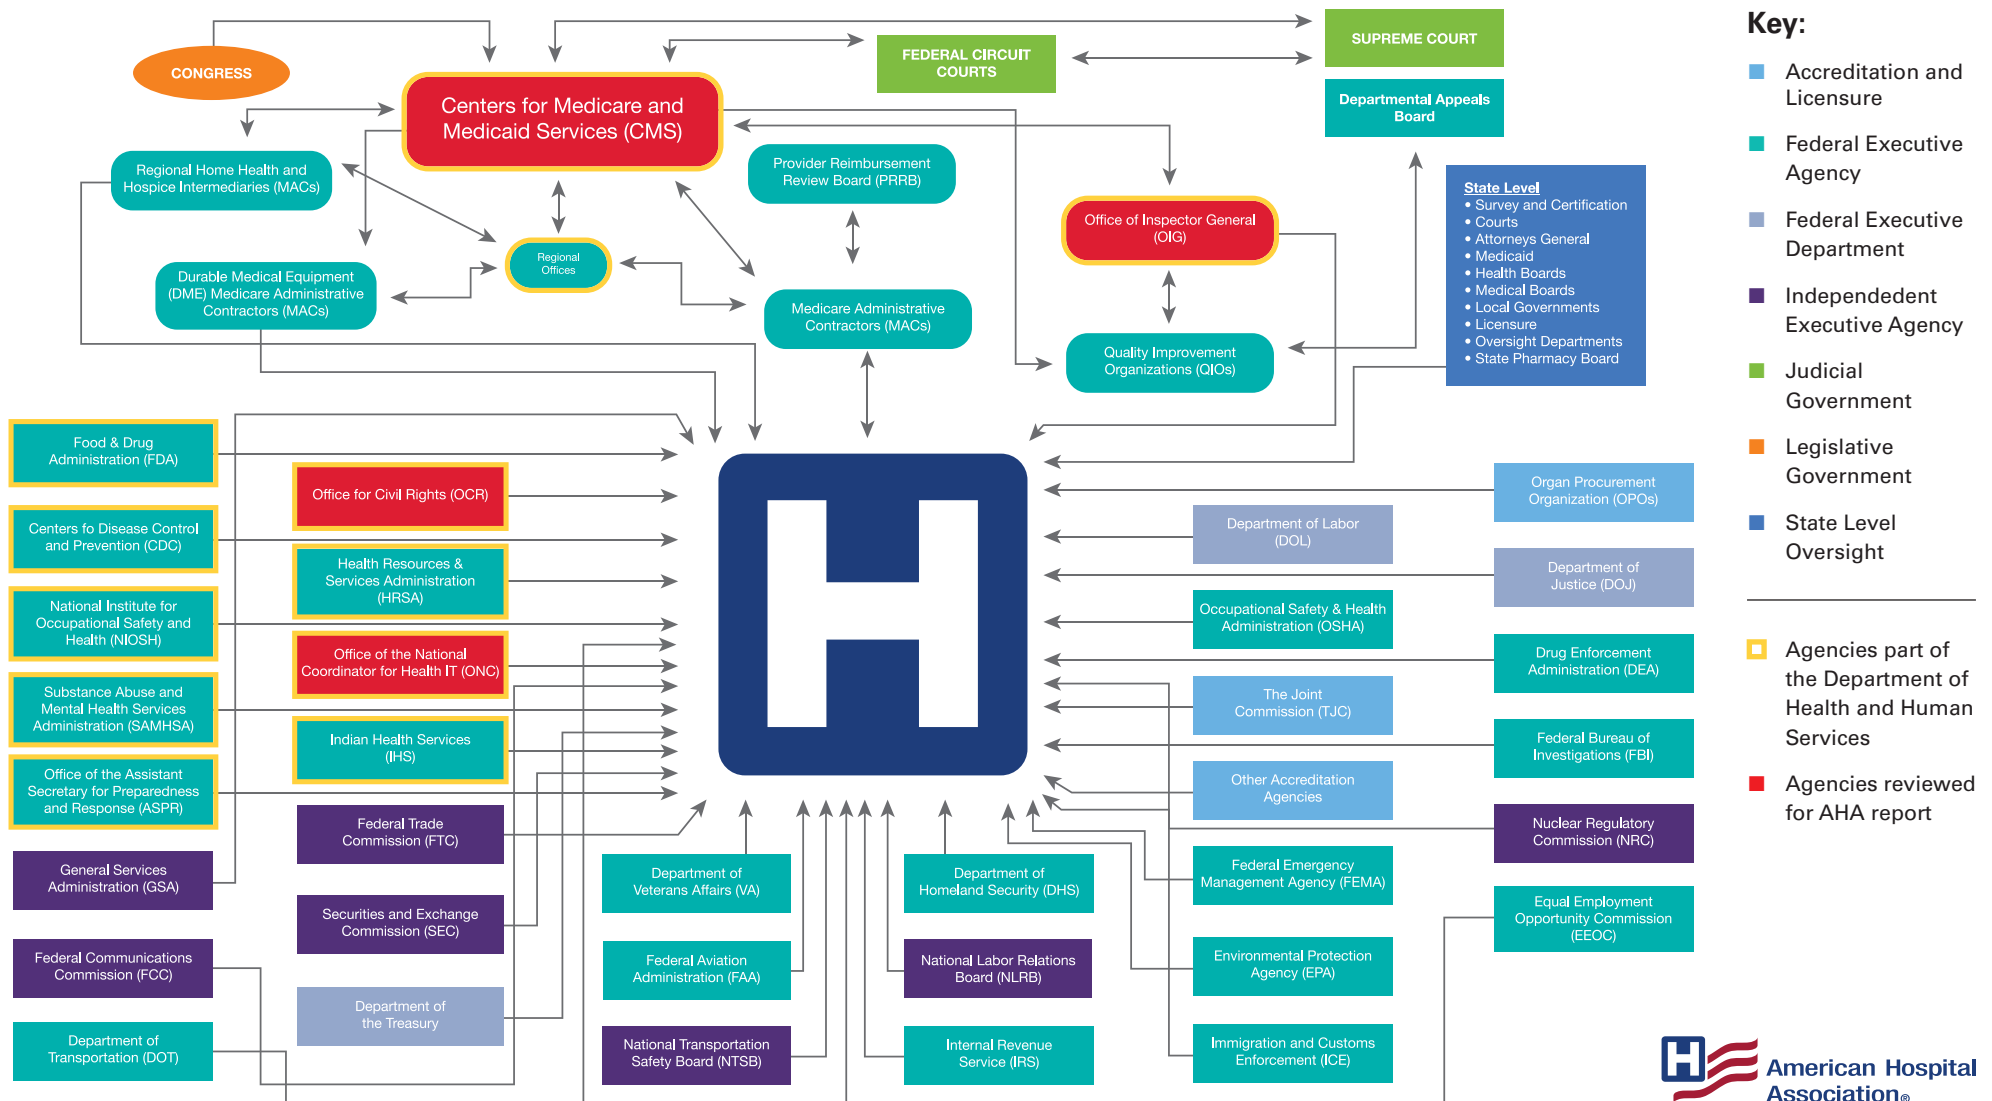 CONGRESS
FEDERAL CIRCUIT
COURTS
SUPREME COURT
Departmental Appeals
Board
Centers for Medicare and
Medicaid Services (CMS)
Regional Home Health and
Hospice Intermediaries (MACs)
Provider Reimbursement
Review Board (PRRB)
Office of Inspector General
(OIG)
Regional
Offices
Durable Medical Equipment
(DME) Medicare Administrative
Contractors (MACs)
Medicare Administrative
Contractors (MACs)
Quality Improvement
Organizations (QIOs)
State Level
• Survey and Certification
• Courts
• Attorneys General
• Medicaid
• Health Boards
• Medical Boards
• Local Governments
• Licensure
• Oversight Departments
• State Pharmacy Board
Food & Drug
Administration (FDA)
Centers fo Disease Control
and Prevention (CDC)
National Institute for
Occupational Safety and
Health (NIOSH)
Substance Abuse and
Mental Health Services
Administration (SAMHSA)
Office of the Assistant
Secretary for Preparedness
and Response (ASPR)
General Services
Administration (GSA)
Federal Communications
Commission (FCC)
Department of
Transportation (DOT)
Office for Civil Rights (OCR)
Health Resources &
Services Administration
(HRSA)
Office of the National
Coordinator for Health IT (ONC)
Indian Health Services
(IHS)
Federal Trade
Commission (FTC)
Securities and Exchange
Commission (SEC)
Department of
the Treasury
H
Department of
Veterans Affairs (VA)
Federal Aviation
Administration (FAA)
National Transportation
Safety Board (NTSB)
Department of
Homeland Security (DHS)
National Labor Relations
Board (NLRB)
Internal Revenue
Service (IRS)
Department of Labor
(DOL)
Occupational Safety & Health
Administration (OSHA)
The Joint
Commission (TJC)
Other Accreditation
Agencies
Federal Emergency
Management Agency (FEMA)
Environmental Protection
Agency (EPA)
Immigration and Customs
Enforcement (ICE)
Organ Procurement
Organization (OPOs)
Department of
Justice (DOJ)
Drug Enforcement
Administration (DEA)
Federal Bureau of
Investigations (FBI)
Nuclear Regulatory
Commission (NRC)
Equal Employment
Opportunity Commission
(EEOC)
Key:
Accreditation and
Licensure
Federal Executive
Agency
Federal Executive
Department
Independedent
Executive Agency
Judicial
Government
Legislative
Government
State Level
Oversight
Agencies part of
the Department of
Health and Human
Services
Agencies reviewed
for AHA report
H
American Hospital
Association®